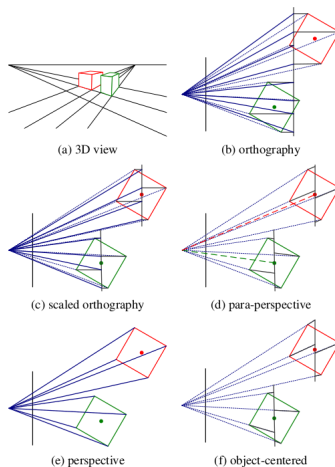 (a) 3D view
(b) orthography
(c) scaled orthography
(d) para-perspective
(e) perspective
(f) object-centered